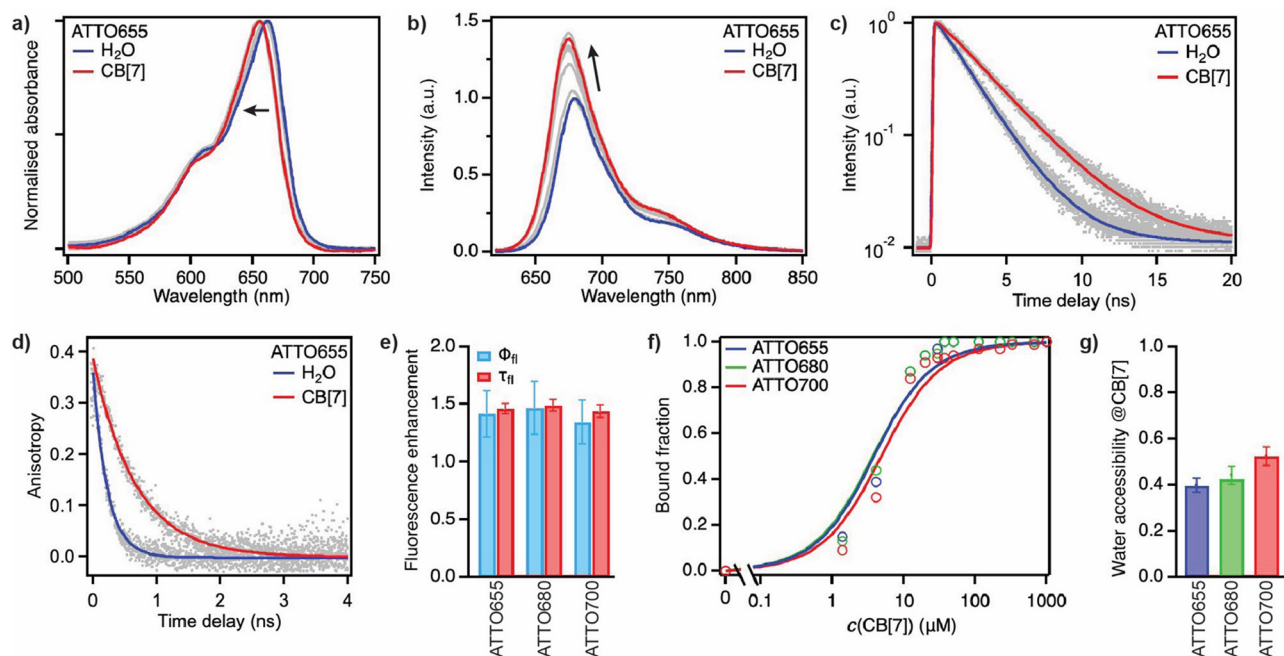 a)
ATTO655
H₂O
CB[7]
Normalised absorbance
500 550 600 650 700 750
Wavelength (nm)
b)
ATTO655
H₂O
CB[7]
Intensity (a.u.)
1.5
1.0
0.5
0.0
650 700 750 800 850
Wavelength (nm)
c)
ATTO655
H₂O
CB[7]
Intensity (a.u.)
10⁰
10⁻¹
10⁻²
0 5 10 15 20
Time delay (ns)
d)
ATTO655
H₂O
CB[7]
Anisotropy
0.4
0.3
0.2
0.1
0.0
0 1 2 3 4
Time delay (ns)
e)
Φfl
τfl
Fluorescence enhancement
2.0
1.5
1.0
1.5
0.0
ATTO655
ATTO680
ATTO700
f)
ATTO655
ATTO680
ATTO700
Bound fraction
1.0
0.8
0.6
0.4
0.2
0.0
0 0.1 1 10 100 1000
c(CB[7]) (μM)
g)
Water accessibility @CB[7]
1.0
0.8
0.6
0.4
0.2
0.0
ATTO655
ATTO680
ATTO700